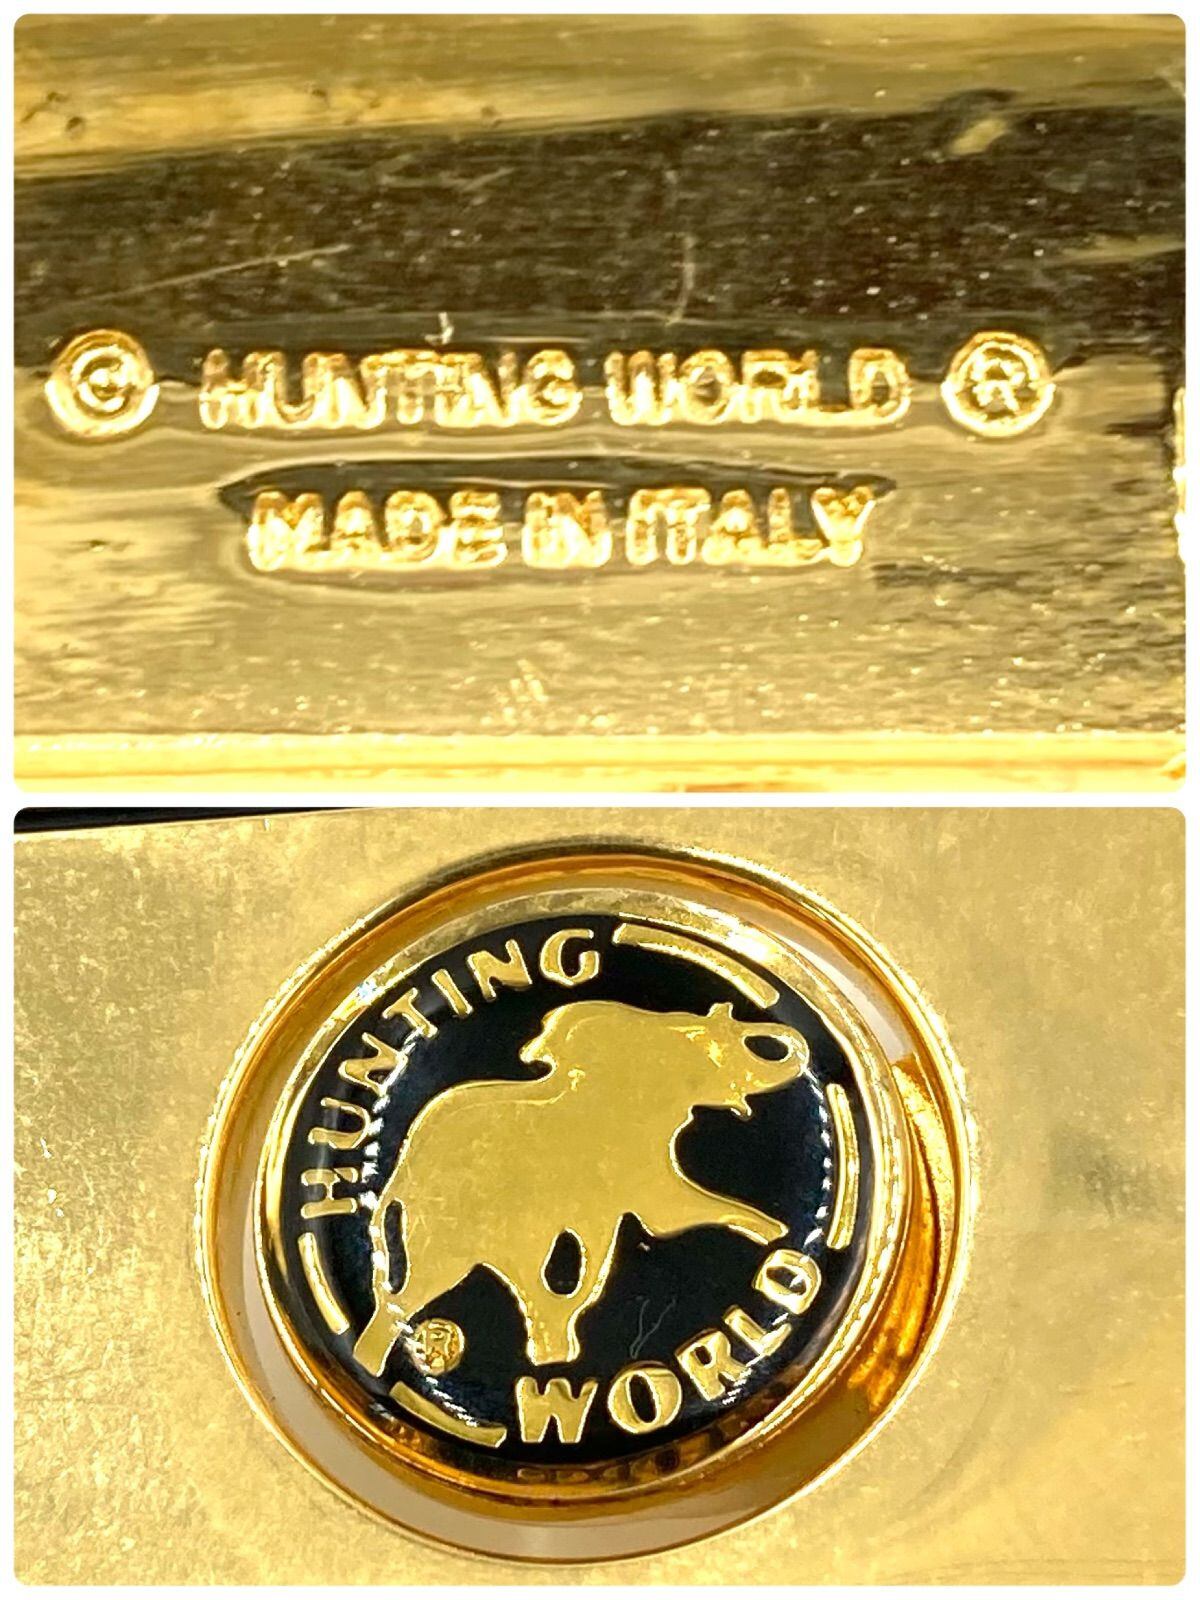 © HUNTING WORLD ®
MADE IN ITALY
HUNTING
WORLD
®